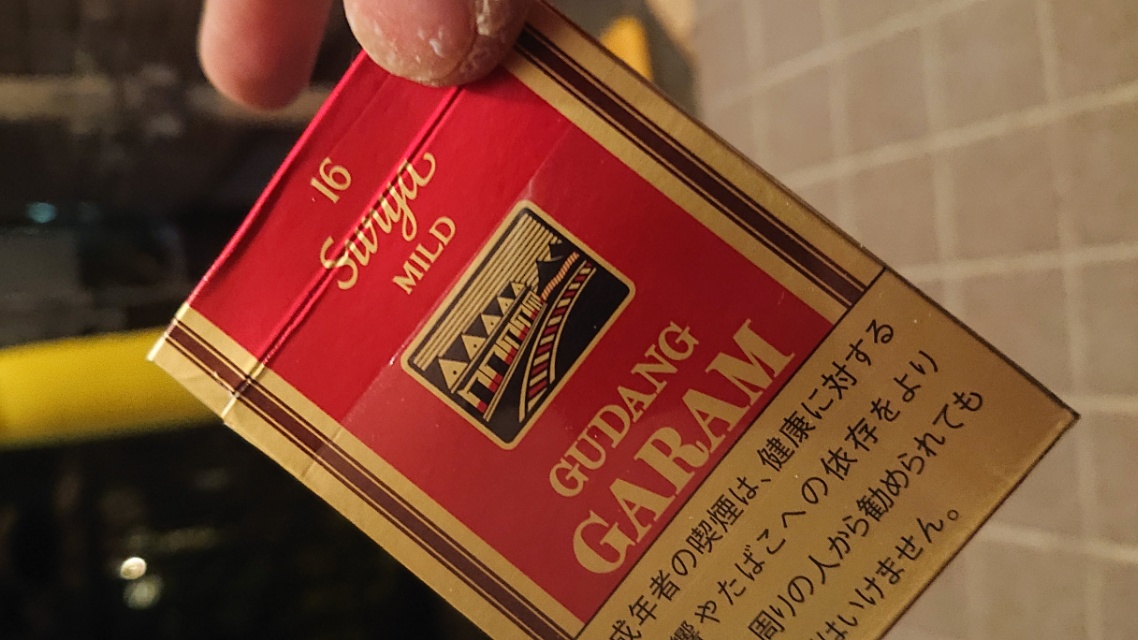 16
Surya
MILD
GUDANG
GARAM
成年者の喫煙は、健康に対する
響やたばこへの依存をより
周りの人から勧められても
はいけません。